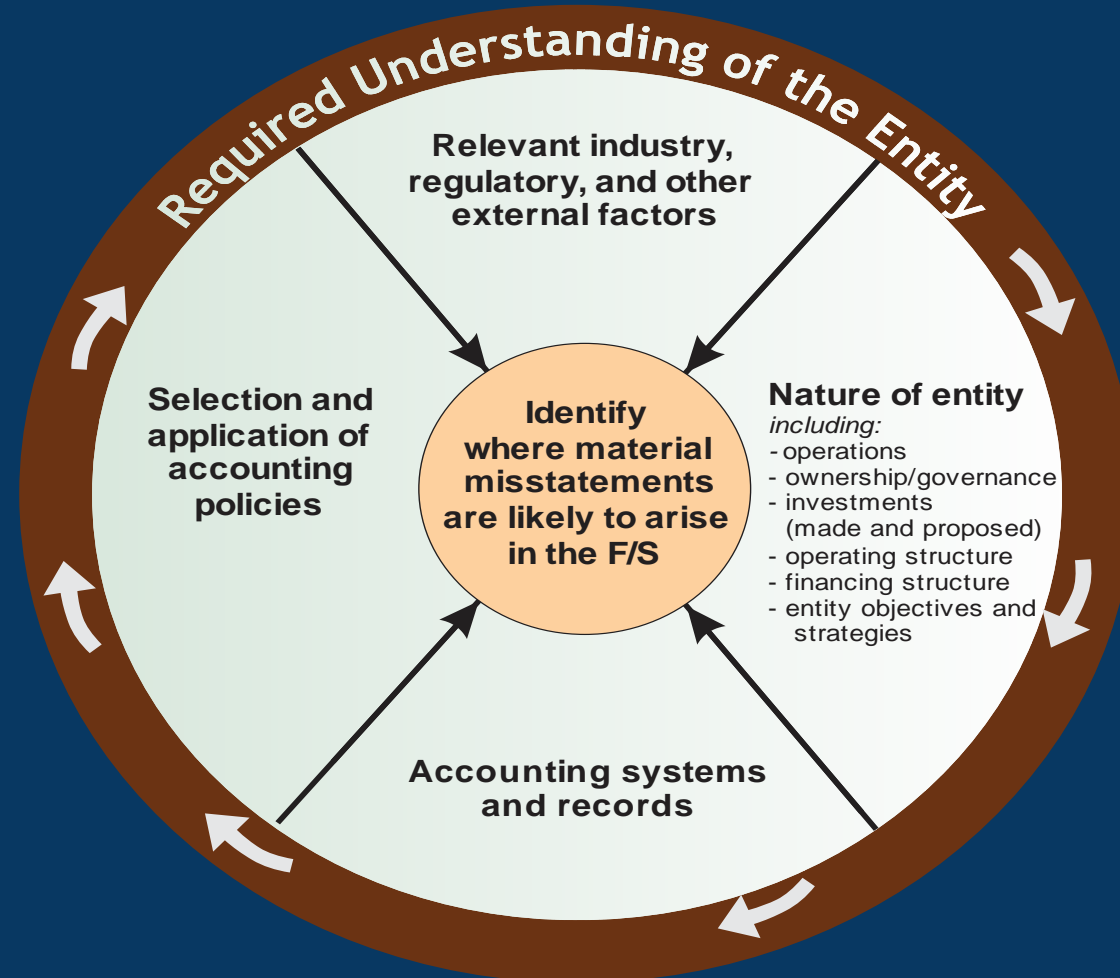 Required Understanding of the Entity
Relevant industry,
regulatory, and other
external factors
Nature of entity
including:
- operations
- ownership/governance
- investments
(made and proposed)
- operating structure
- financing structure
- entity objectives and
strategies
Accounting systems
and records
Selection and
application of
accounting
policies
Identify
where material
misstatements
are likely to arise
in the F/S